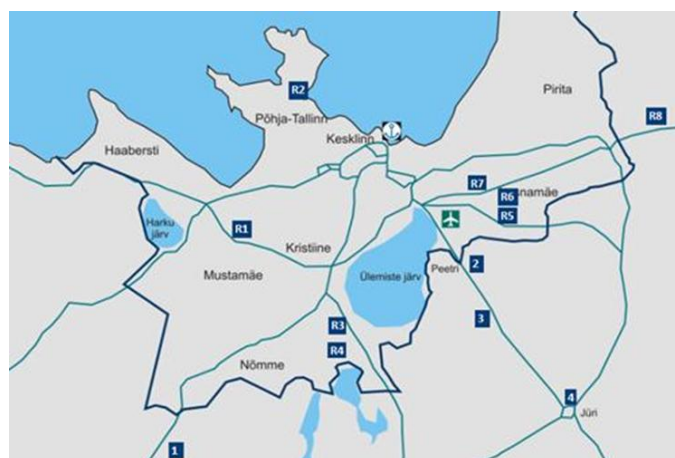 R2
Pirita
Põhja-Tallinn
R8
Kesklinn
Haabersti
R7
R6
snamäe
R5
Harku
järv
R1
Kristiine
Mustamäe
Ülemiste järv
Peetri
2
R3
3
R4
Nõmme
4
Jüri
1